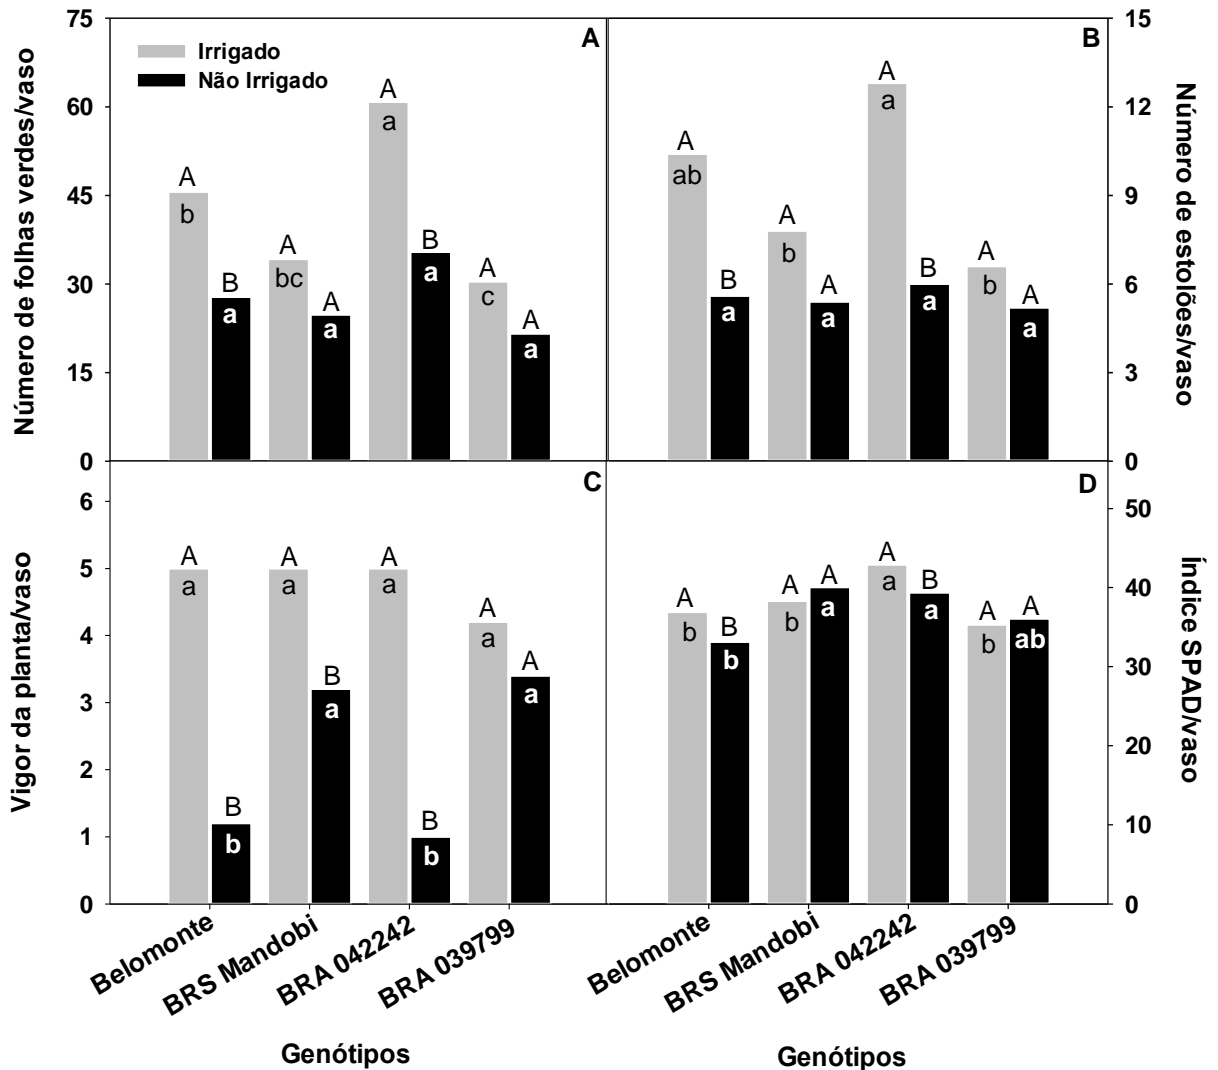 75
60
45
30
15
0
Número de folhas verdes/vaso
Irrigado
Não Irrigado
A
A
b
B
a
A
bc
A
a
A
a
B
a
A
c
A
a
B
A
ab
B
a
A
b
A
a
A
a
B
a
A
b
A
a
15
12
9
6
3
0
Número de estolões/vaso
6
5
4
3
2
1
0
Vigor da planta/vaso
C
A
a
B
b
A
a
B
a
A
a
B
b
A
a
A
a
D
A
b
B
b
A
b
A
a
A
a
B
a
A
b
A
ab
50
40
30
20
10
0
Índice SPAD/vaso
Belomonte
BRS Mandobi
BRA 042242
BRA 039799
Genótipos
Belomonte
BRS Mandobi
BRA 042242
BRA 039799
Genótipos